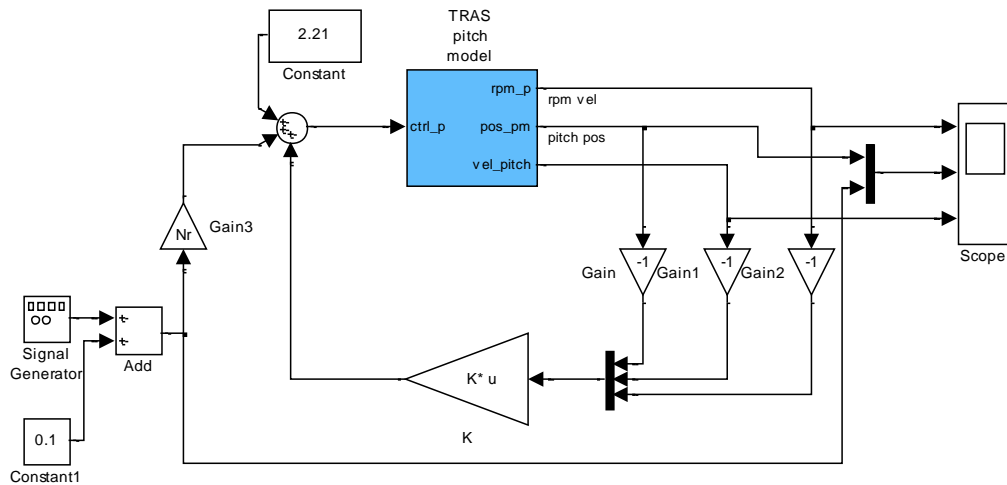 TRAS
pitch
model
2.21
Constant
rpm_p
rpm vel
ctrl_p
pos_pm
pitch pos
vel_pitch
Nr
Gain3
-1
-1
-1
Gain
Gain1
Gain2
Scope
Signal
Generator
+
+
Add
+
+
+
K* u
K
0.1
Constant1